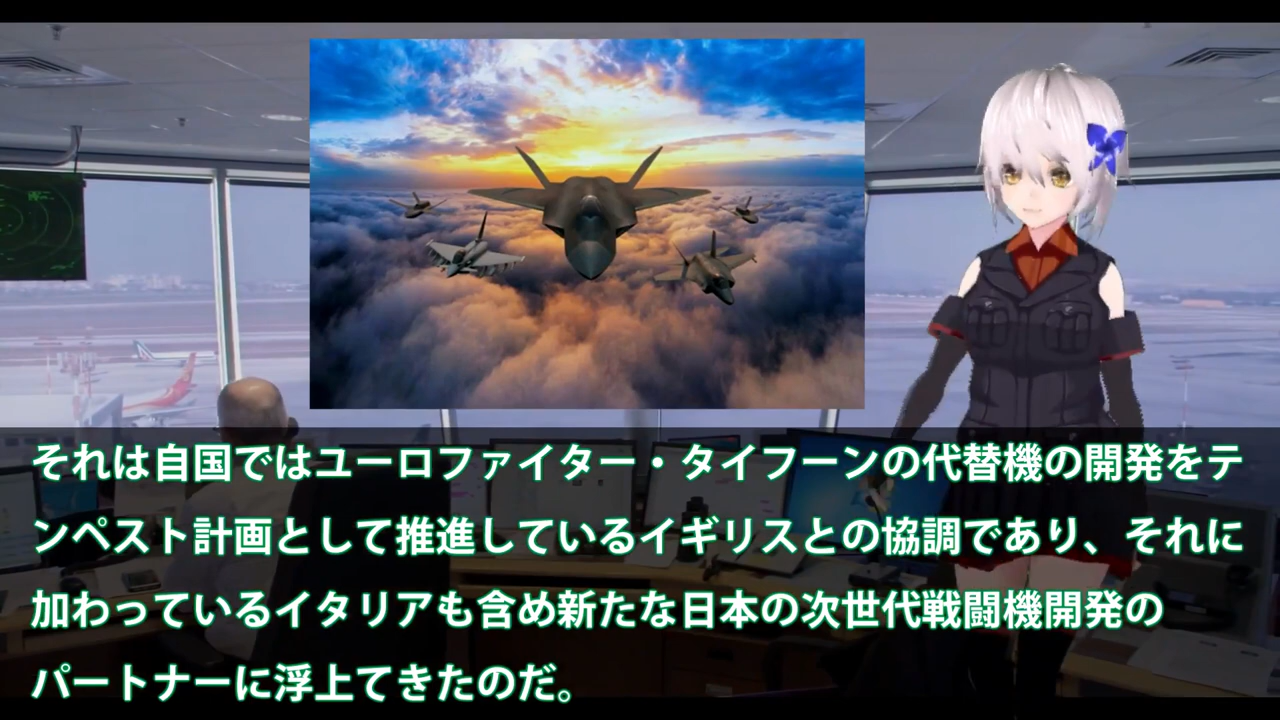 それは自国ではユーロファイター・タイフーンの代替機の開発をテ
ンペスト計画として推進しているイギリスとの協調であり、それに
加わっているイタリアも含め新たな日本の次世代戦闘機開発の
パートナーに浮上てきたのだ。